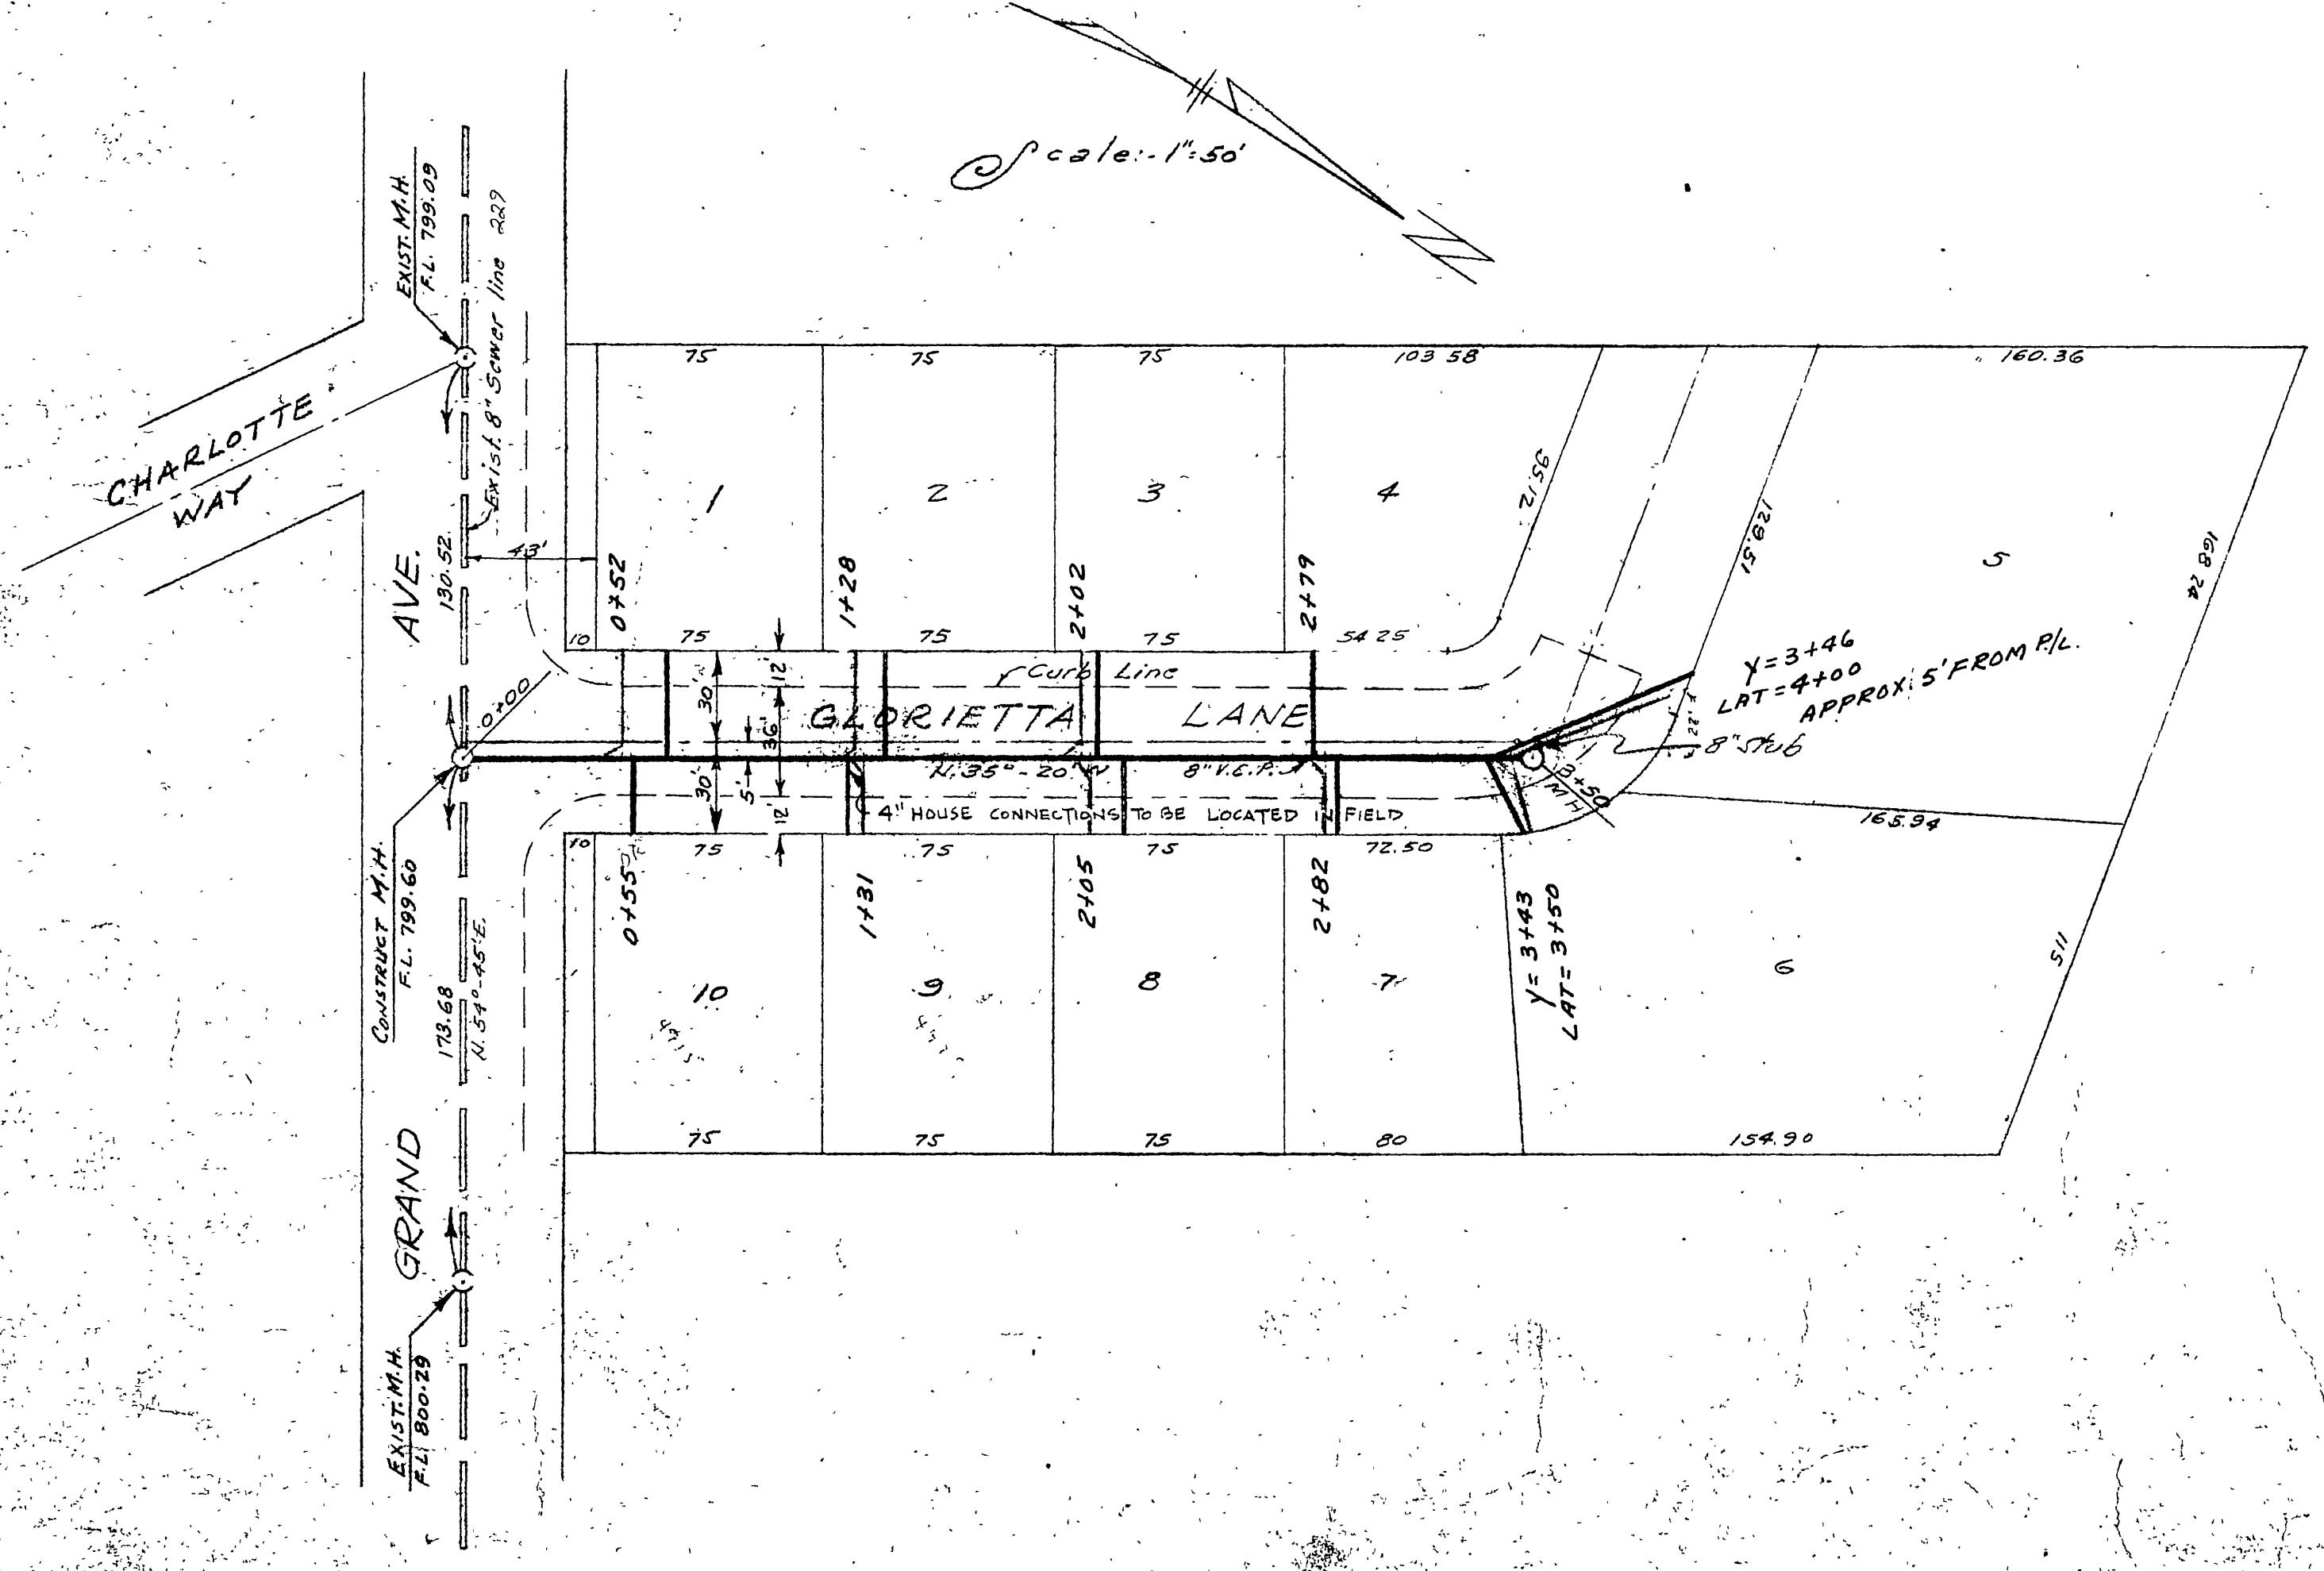 Scale:-1"=50'
EXIST. M.H.
F.L. 799.09
Exist. 8" Sewer line 229
CHARLOTTE
WAY
AVE.
130.52
43'
75
75
75
103 58
160.36
1
2
3
4
5
95.12
129.51
168 24
0+52
1+28
2+02
2+79
10
75
75
75
54 25
Curb Line
12'
30'
36'
GLORIETTA LANE
0+00
Y=3+46
LAT=4+00
APPROX. 5' FROM P/L.
22'
8" stub
N. 35° - 20' W
8" V.C.P.
3+50
M H
30'
5'
12'
4" HOUSE CONNECTIONS TO BE LOCATED IN FIELD
10
75
75
75
72.50
165.94
CONSTRUCT M.H.
F.L. 799.60
0+55
1+31
2+05
2+82
Y= 3+43
LAT= 3+50
173.68
N. 54° - 45' E.
10
9
8
7
6
115
75
75
75
80
154.90
GRAND
EXIST. M.H.
F.L. 800.29